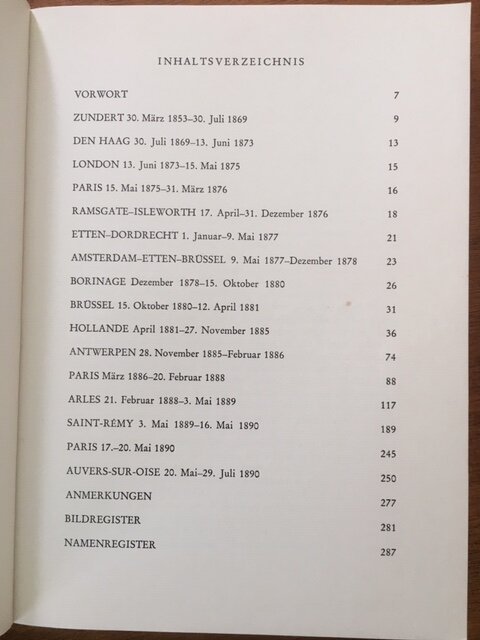 INHALTSVERZEICHNIS
VORWORT 7
ZUNDERT 30. März 1853–30. Juli 1869 9
DEN HAAG 30. Juli 1869–13. Juni 1873 13
LONDON 13. Juni 1873–15. Mai 1875 15
PARIS 15. Mai 1875–31. März 1876 16
RAMSGATE–ISLEWORTH 17. April–31. Dezember 1876 18
ETTEN–DORDRECHT 1. Januar–9. Mai 1877 21
AMSTERDAM–ETTEN–BRÜSSEL 9. Mai 1877–Dezember 1878 23
BORINAGE Dezember 1878–15. Oktober 1880 26
BRÜSSEL 15. Oktober 1880–12. April 1881 31
HOLLANDE April 1881–27. November 1885 36
ANTWERPEN 28. November 1885–Februar 1886 74
PARIS März 1886–20. Februar 1888 88
ARLES 21. Februar 1888–3. Mai 1889 117
SAINT-RÉMY 3. Mai 1889–16. Mai 1890 189
PARIS 17.–20. Mai 1890 245
AUVERS-SUR-OISE 20. Mai–29. Juli 1890 250
ANMERKUNGEN 277
BILDREGISTER 281
NAMENREGISTER 287